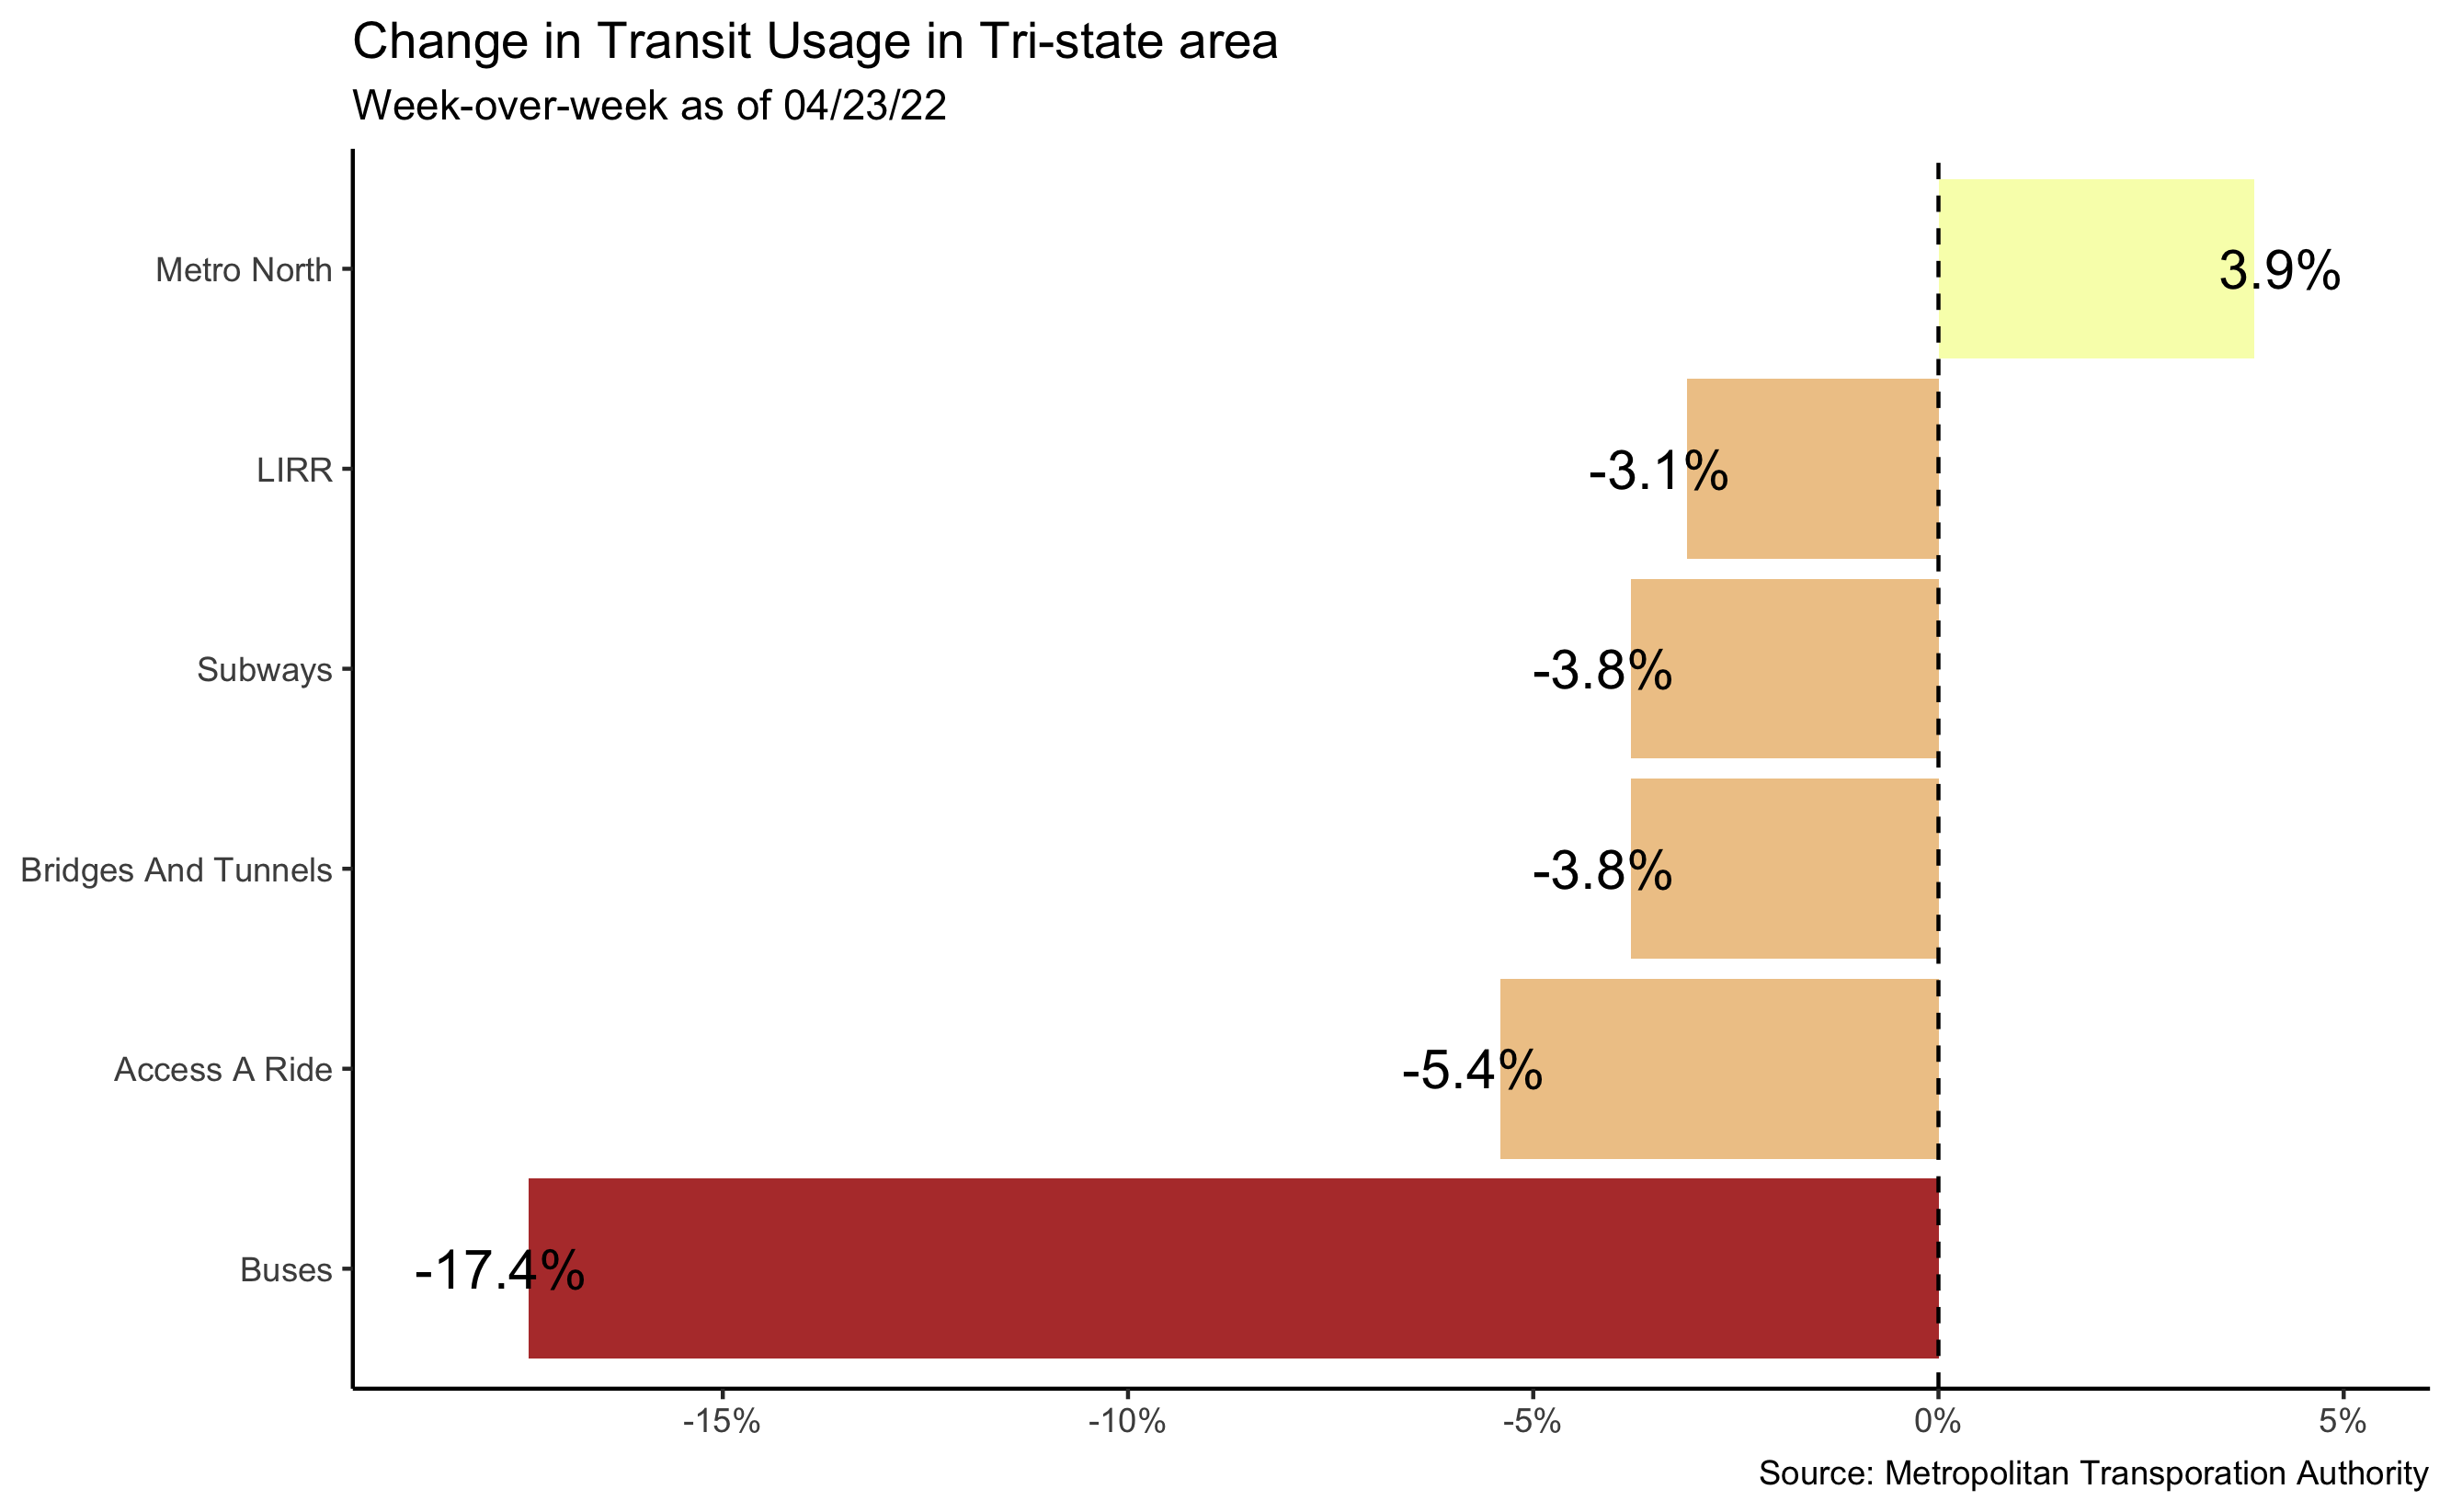 Change in Transit Usage in Tri-state area
Week-over-week as of 04/23/22
Metro North
3.9%
LIRR
-3.1%
Subways
-3.8%
Bridges And Tunnels
-3.8%
Access A Ride
-5.4%
Buses
-17.4%
-15%
-10%
-5%
0%
5%
Source: Metropolitan Transporation Authority